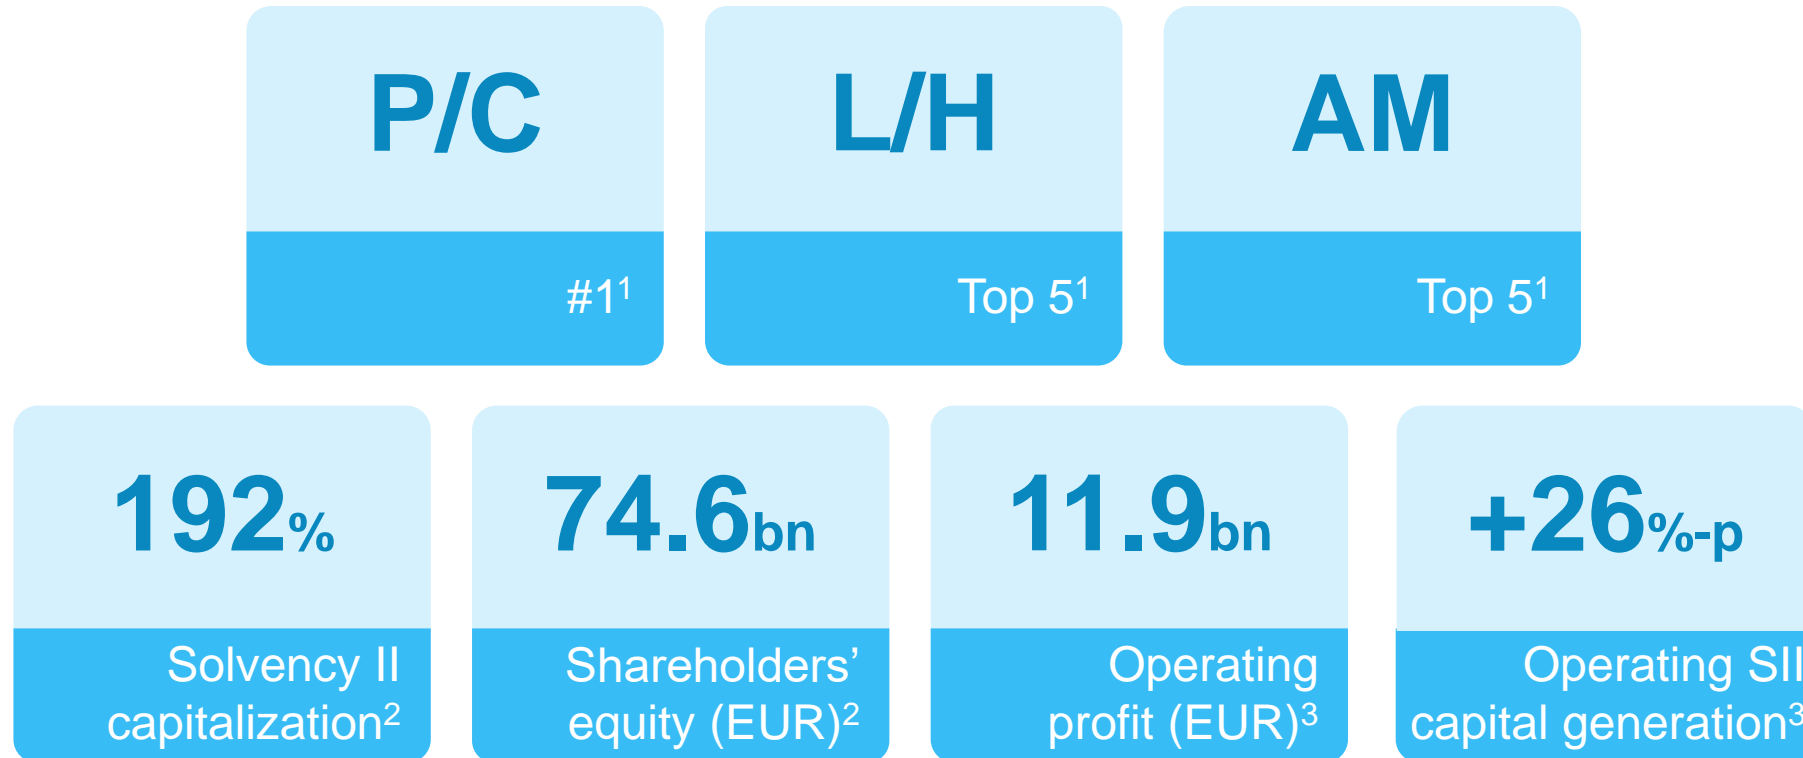 P/C
L/H
AM
#1¹
Top 5¹
Top 5¹
192%
74.6bn
11.9bn
+26%-p
Solvency II
capitalization²
Shareholders’
equity (EUR)²
Operating
profit (EUR)³
Operating SII
capital generation³